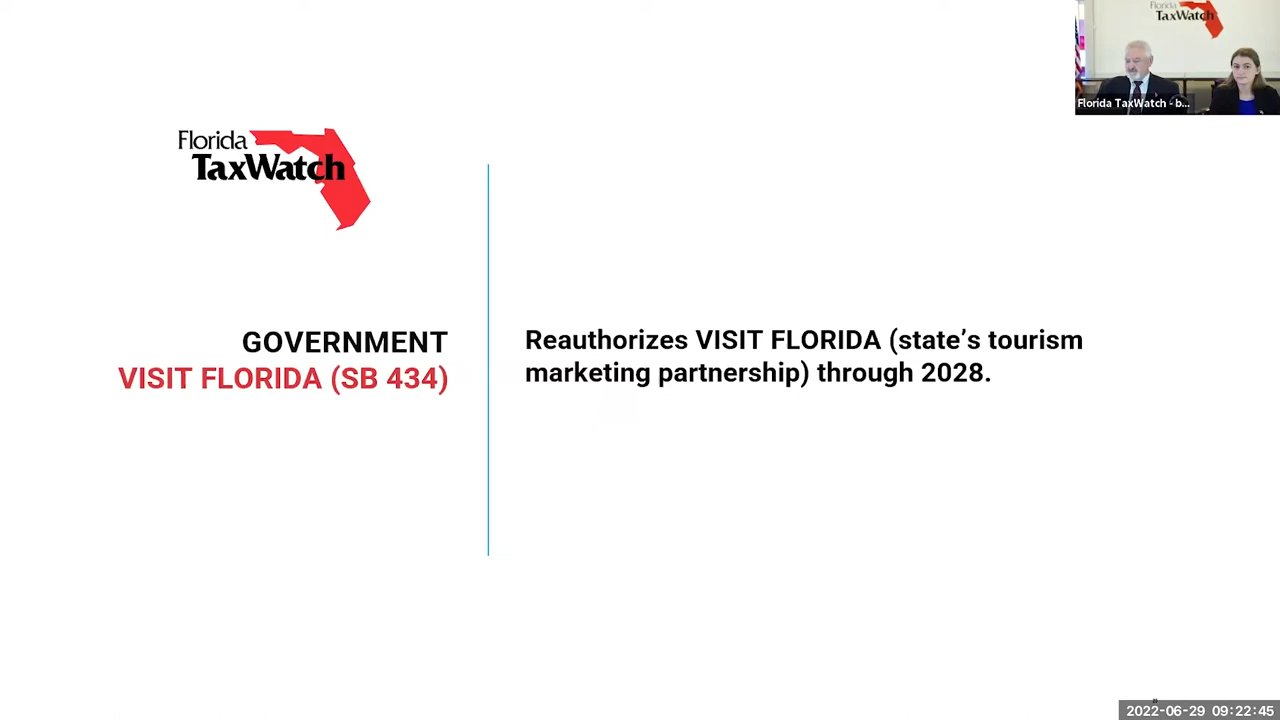 Florida
TaxWatch
Florida TaxWatch - b...
Florida
TaxWatch
GOVERNMENT
VISIT FLORIDA (SB 434)
Reauthorizes VISIT FLORIDA (state’s tourism
marketing partnership) through 2028.
2022-06-29 09:22:45